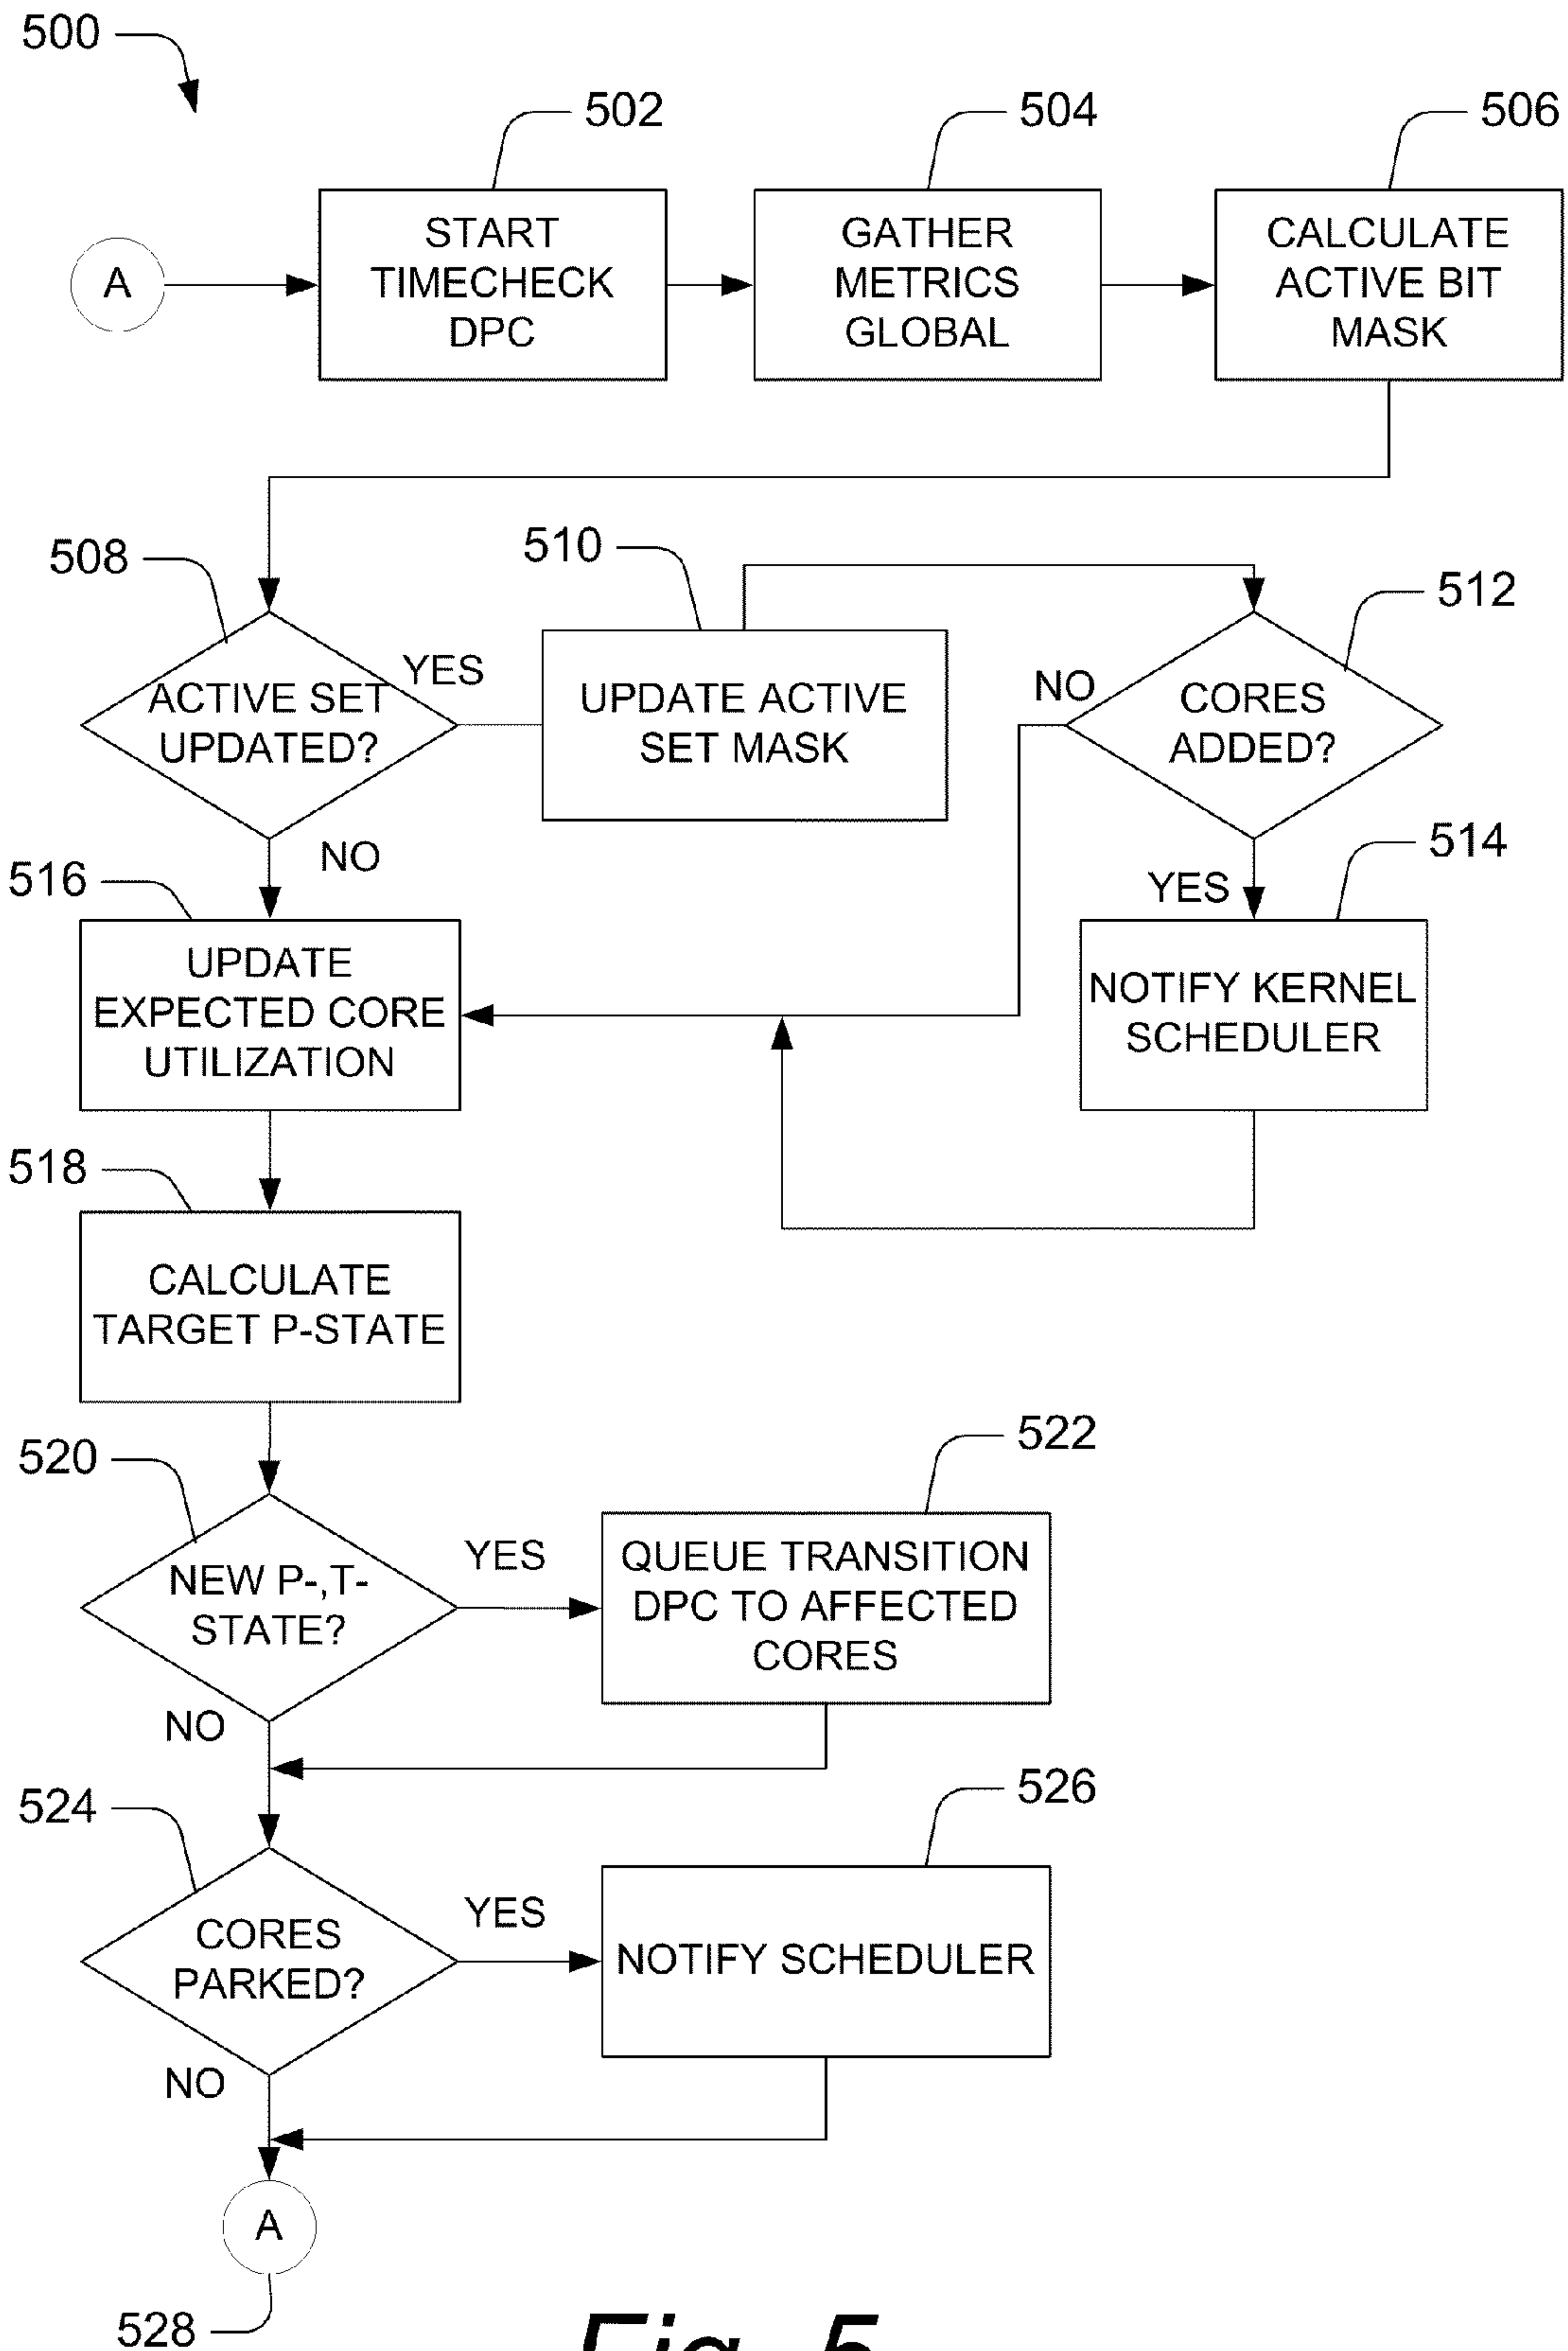 500
502
504
506
A
START
TIMECHECK
DPC
GATHER
METRICS
GLOBAL
CALCULATE
ACTIVE BIT
MASK
508
510
512
ACTIVE SET
UPDATED?
YES
UPDATE ACTIVE
SET MASK
NO
CORES
ADDED?
NO
YES
514
516
UPDATE
EXPECTED CORE
UTILIZATION
NOTIFY KERNEL
SCHEDULER
518
CALCULATE
TARGET P-STATE
520
522
NEW P-,T-
STATE?
YES
QUEUE TRANSITION
DPC TO AFFECTED
CORES
NO
524
526
CORES
PARKED?
YES
NOTIFY SCHEDULER
NO
A
528
Fig. 5